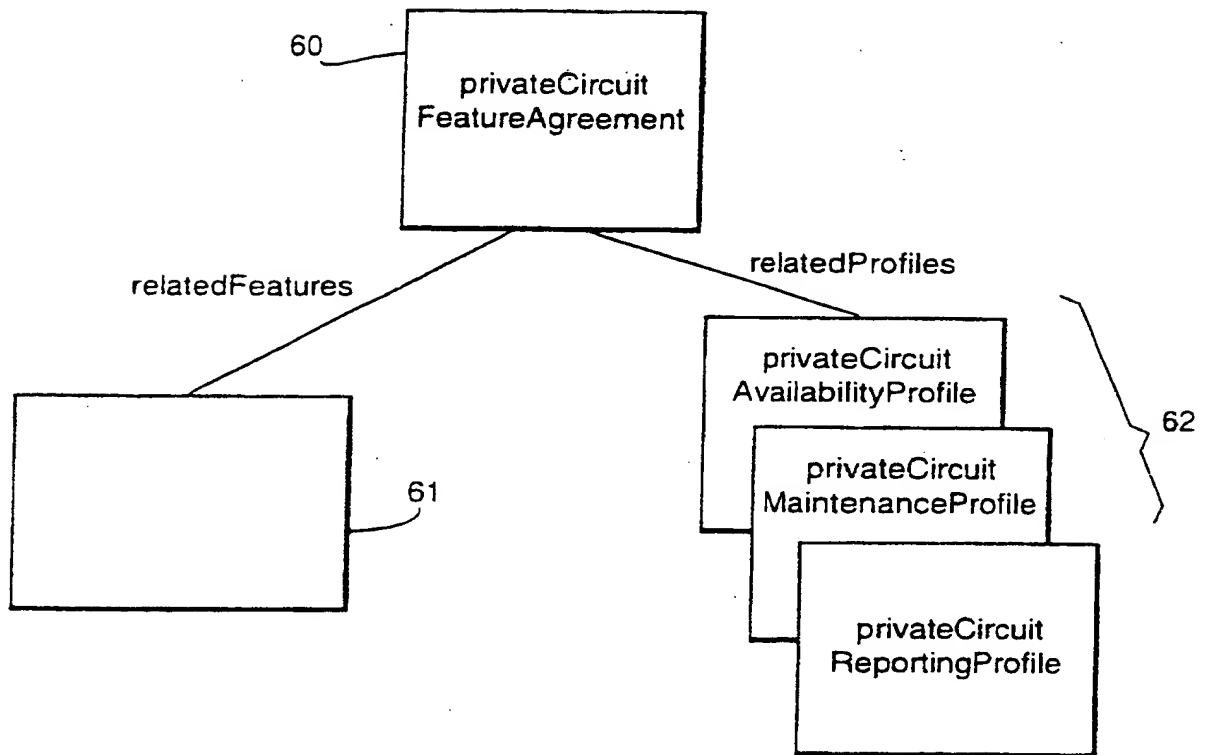 60
privateCircuit
FeatureAgreement
relatedFeatures
relatedProfiles
privateCircuit
AvailabilityProfile
62
privateCircuit
MaintenanceProfile
61
privateCircuit
ReportingProfile